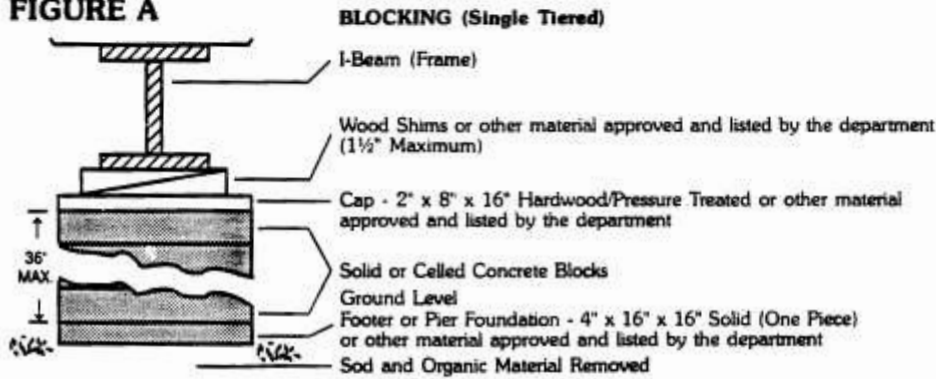 FIGURE A
BLOCKING (Single Tiered)
I-Beam (Frame)
Wood Shims or other material approved and listed by the department
(1½" Maximum)
Cap - 2" x 8" x 16" Hardwood/Pressure Treated or other material
approved and listed by the department
36"
MAX.
Solid or Celled Concrete Blocks
Ground Level
Footer or Pier Foundation - 4" x 16" x 16" Solid (One Piece)
or other material approved and listed by the department
Sod and Organic Material Removed